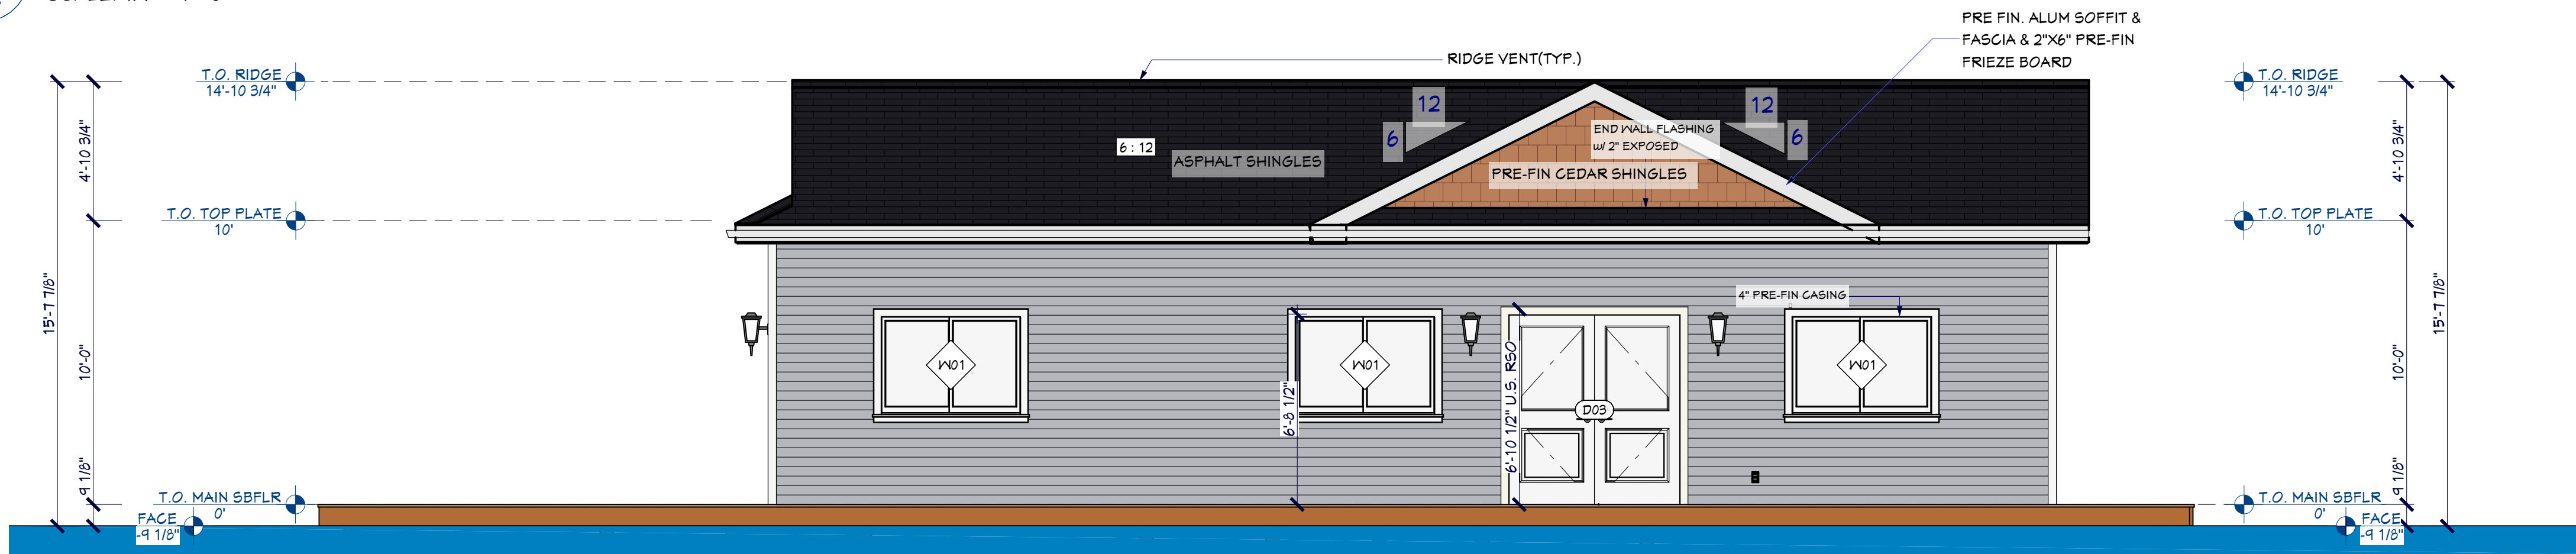 PRE FIN. ALUM SOFFIT &
FASCIA & 2"X6" PRE-FIN
FRIEZE BOARD
RIDGE VENT(TYP.)
T.O. RIDGE
14'-10 3/4"
T.O. RIDGE
14'-10 3/4"
12
12
6
6
END WALL FLASHING
w/ 2" EXPOSED
6 : 12
ASPHALT SHINGLES
PRE-FIN CEDAR SHINGLES
4'-10 3/4"
4'-10 3/4"
T.O. TOP PLATE
10'
T.O. TOP PLATE
10'
15'-7 7/8"
10'-0"
4" PRE-FIN CASING
15'-7 7/8"
10'-0"
W01
W01
W01
6'-8 1/2"
6'-10 1/2" U.S. RSO
D03
9 1/8"
9 1/8"
T.O. MAIN SBFLR
0'
T.O. MAIN SBFLR
0'
FACE
-9 1/8"
FACE
-9 1/8"